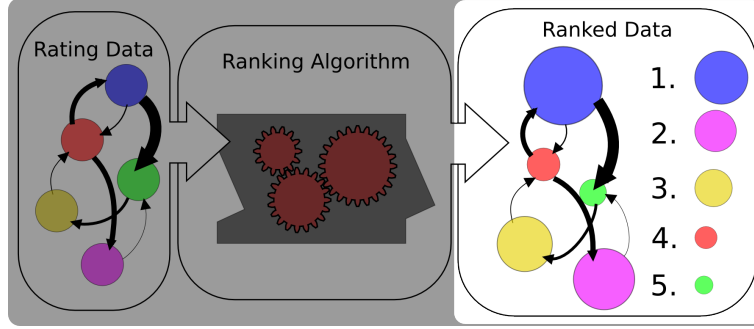 Rating Data
Ranking Algorithm
Ranked Data
1.
2.
3.
4.
5.